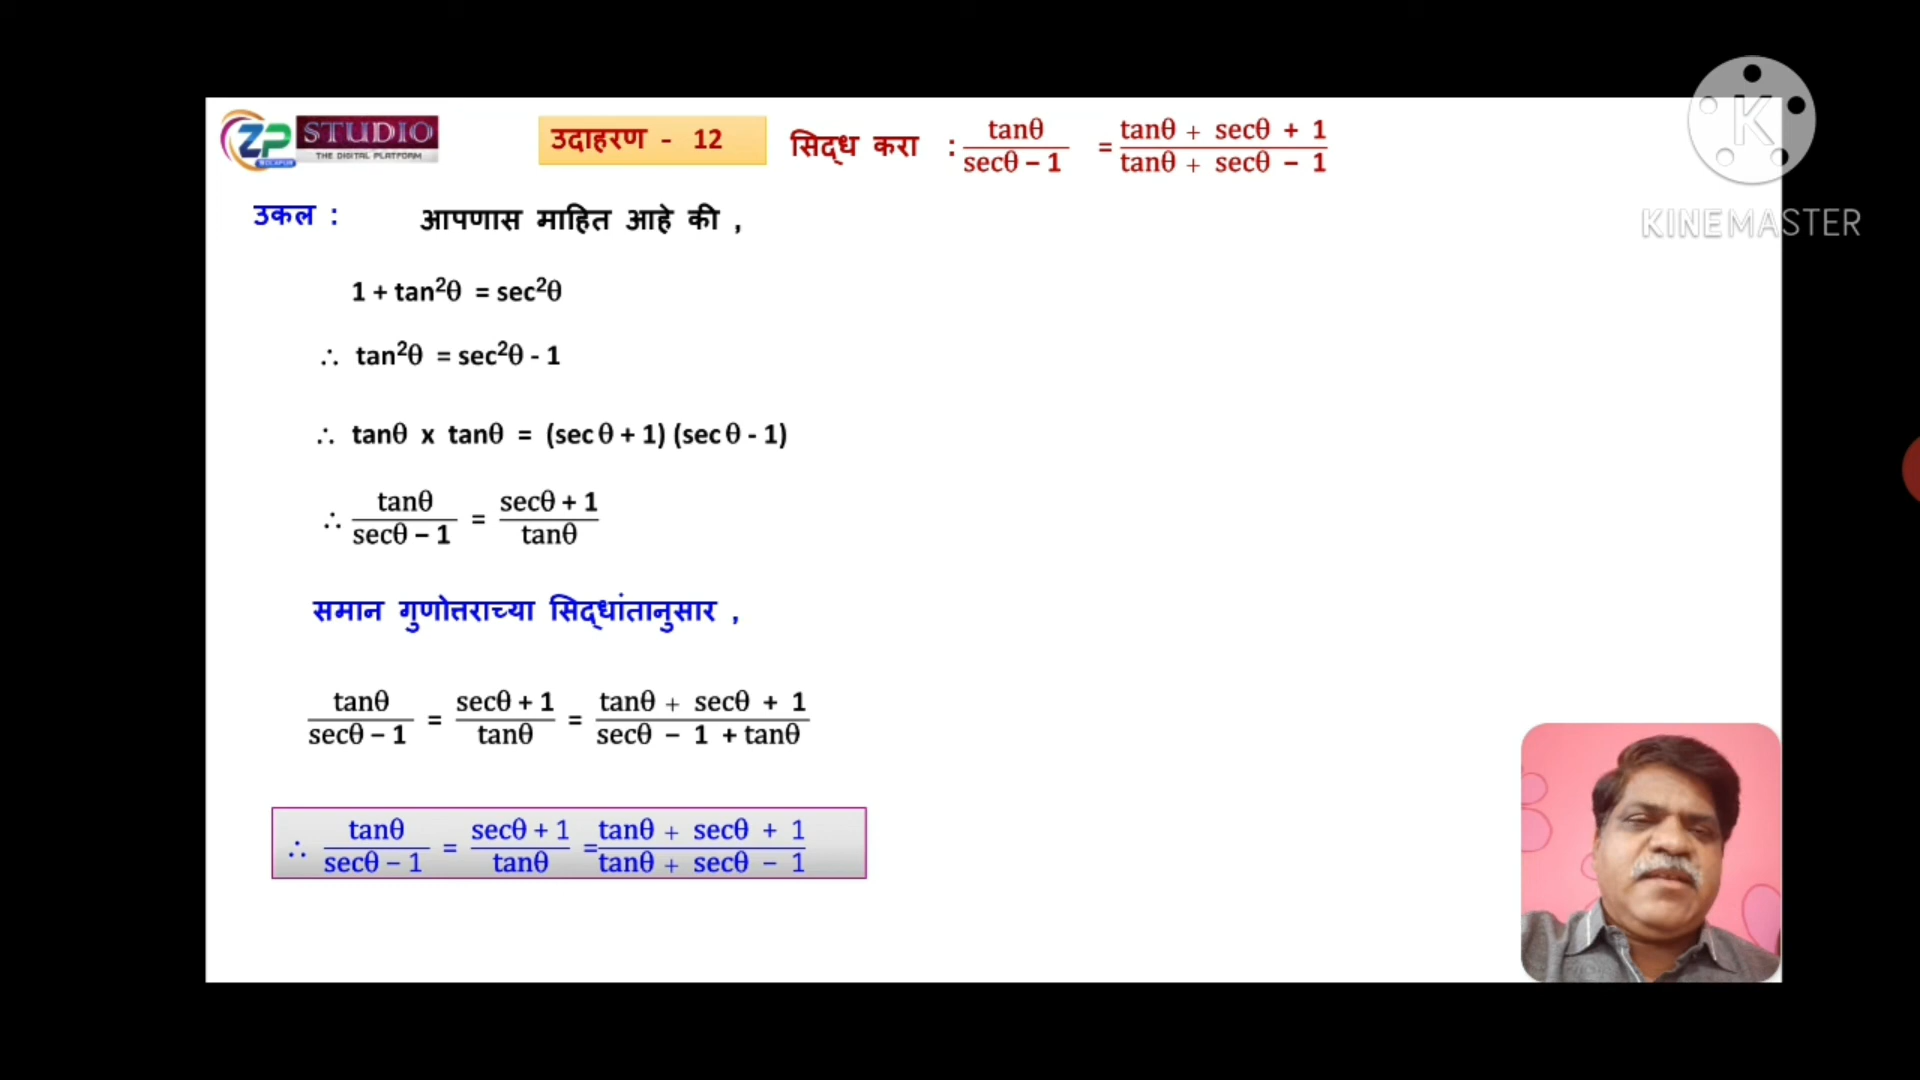 ZP STUDIO
THE DIGITAL PLATFORM
SOLAPUR
उदाहरण - 12 सिद्ध करा : tanθ / secθ − 1 = tanθ + secθ + 1 / tanθ + secθ − 1
K
KINEMASTER
उकल : आपणास माहित आहे की ,
1 + tan²θ = sec²θ
∴ tan²θ = sec²θ - 1
∴ tanθ x tanθ = (sec θ + 1) (sec θ - 1)
∴ tanθ / secθ − 1 = secθ + 1 / tanθ
समान गुणोत्तराच्या सिद्धांतानुसार ,
tanθ / secθ − 1 = secθ + 1 / tanθ = tanθ + secθ + 1 / secθ − 1 + tanθ
∴ tanθ / secθ − 1 = secθ + 1 / tanθ = tanθ + secθ + 1 / tanθ + secθ − 1